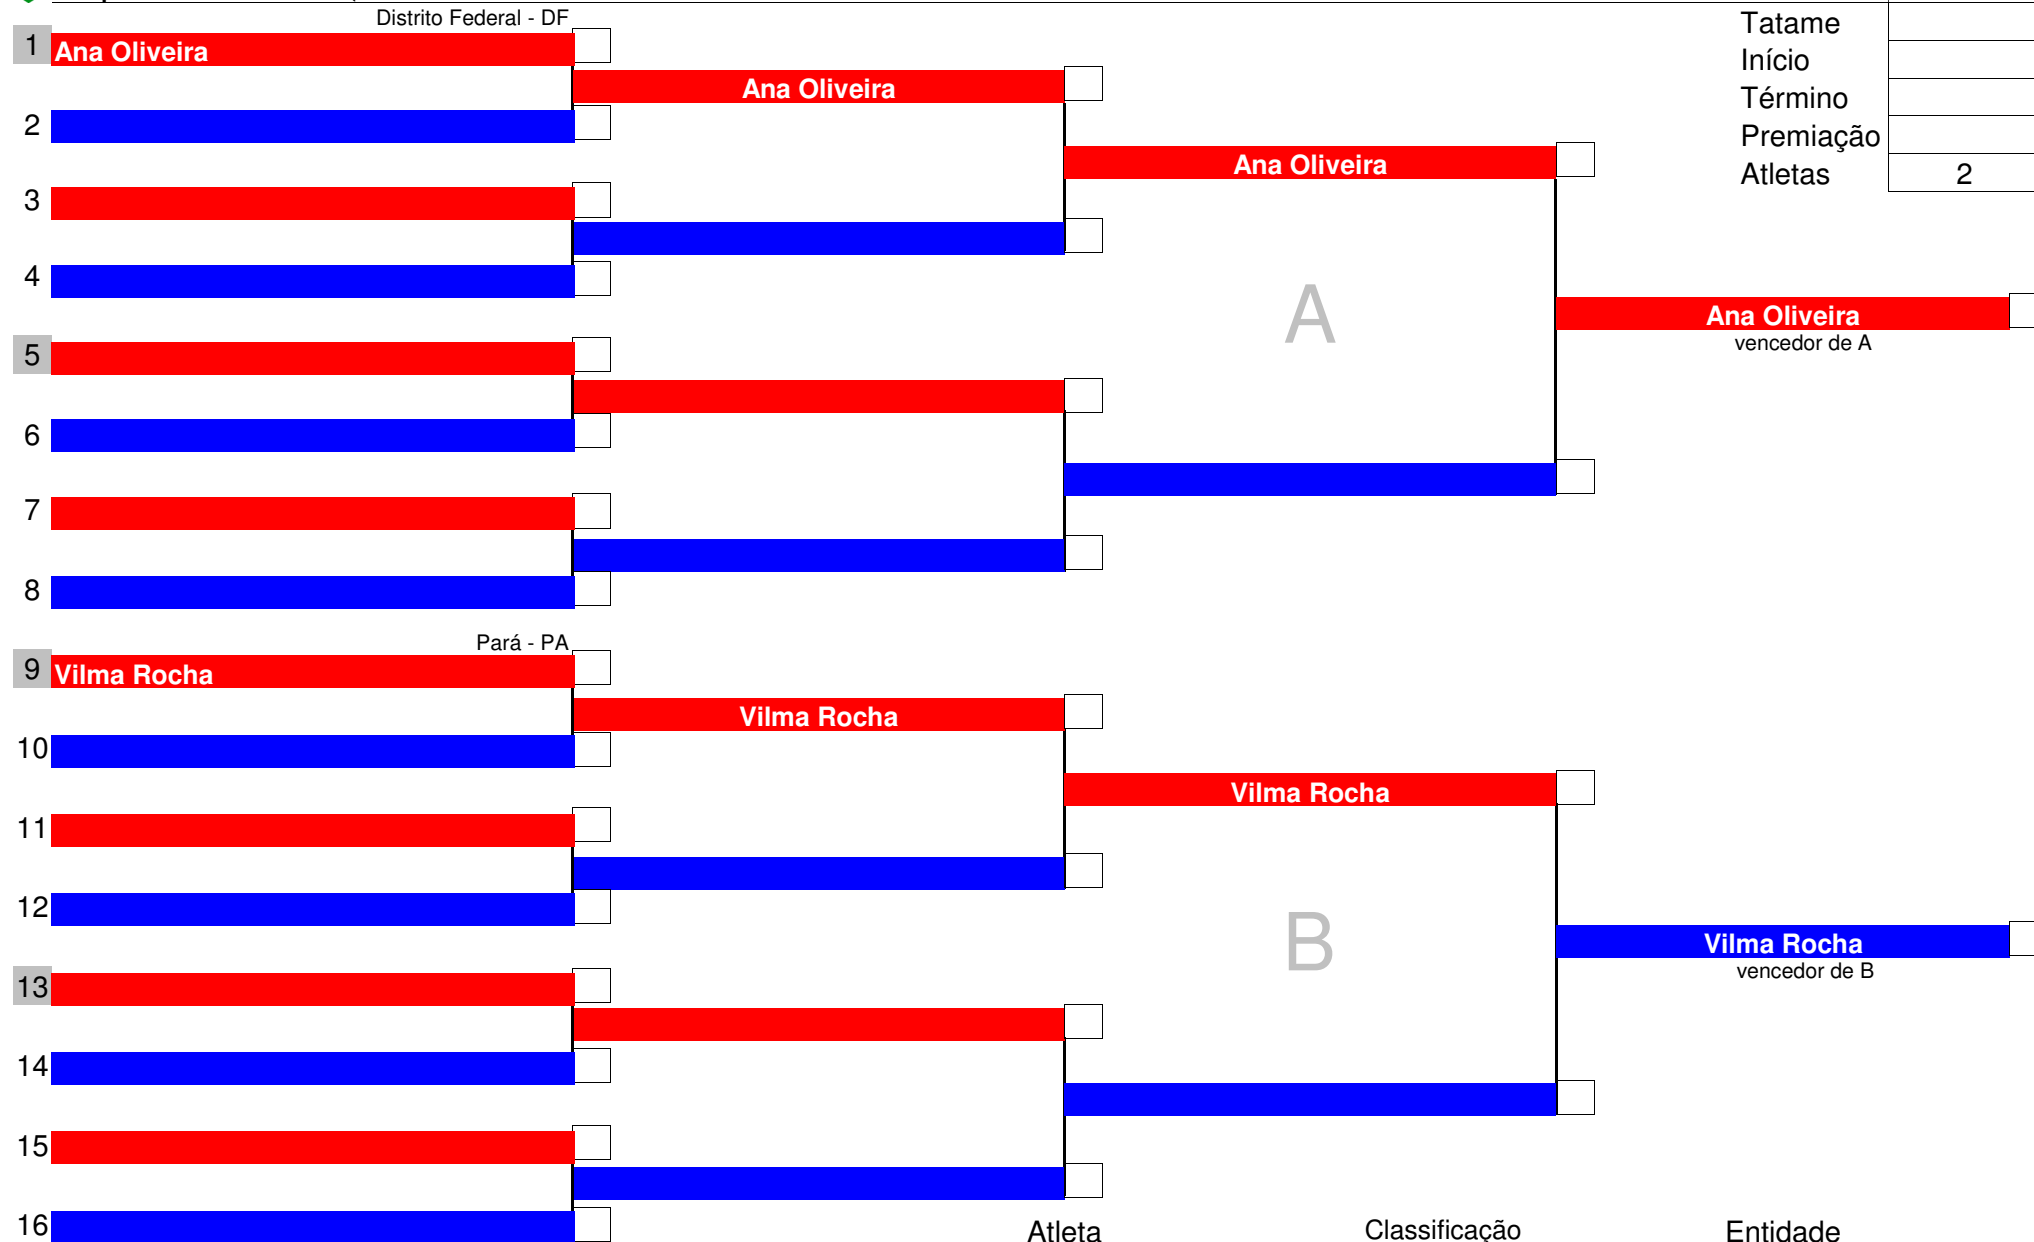 Distrito Federal - DF
Tatame
1 Ana Oliveira
Início
Ana Oliveira
Término
2
Premiação
Ana Oliveira
Atletas 2
3
4
A
Ana Oliveira
vencedor de A
5
6
7
8
Pará - PA
9 Vilma Rocha
Vilma Rocha
10
Vilma Rocha
11
12
B
Vilma Rocha
vencedor de B
13
14
15
16
Atleta Classificação Entidade